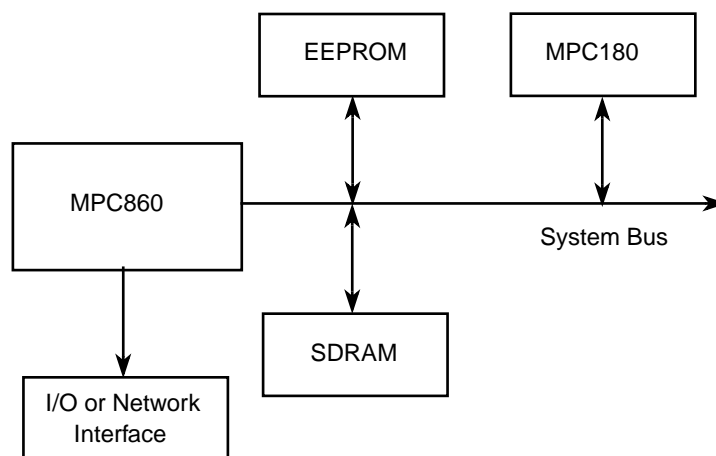 EEPROM
MPC180
MPC860
System Bus
SDRAM
I/O or Network
Interface